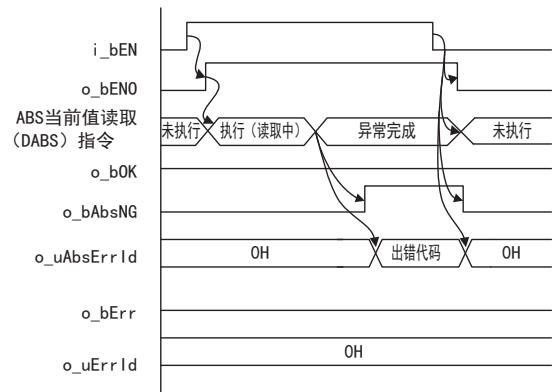 i_bEN
o_bENO
ABS当前值读取
（DABS）指令
未执行 执行（读取中） 异常完成 未执行
o_bOK
o_bAbsNG
o_uAbsErrId 0H 出错代码 0H
o_bErr
0H
o_uErrId